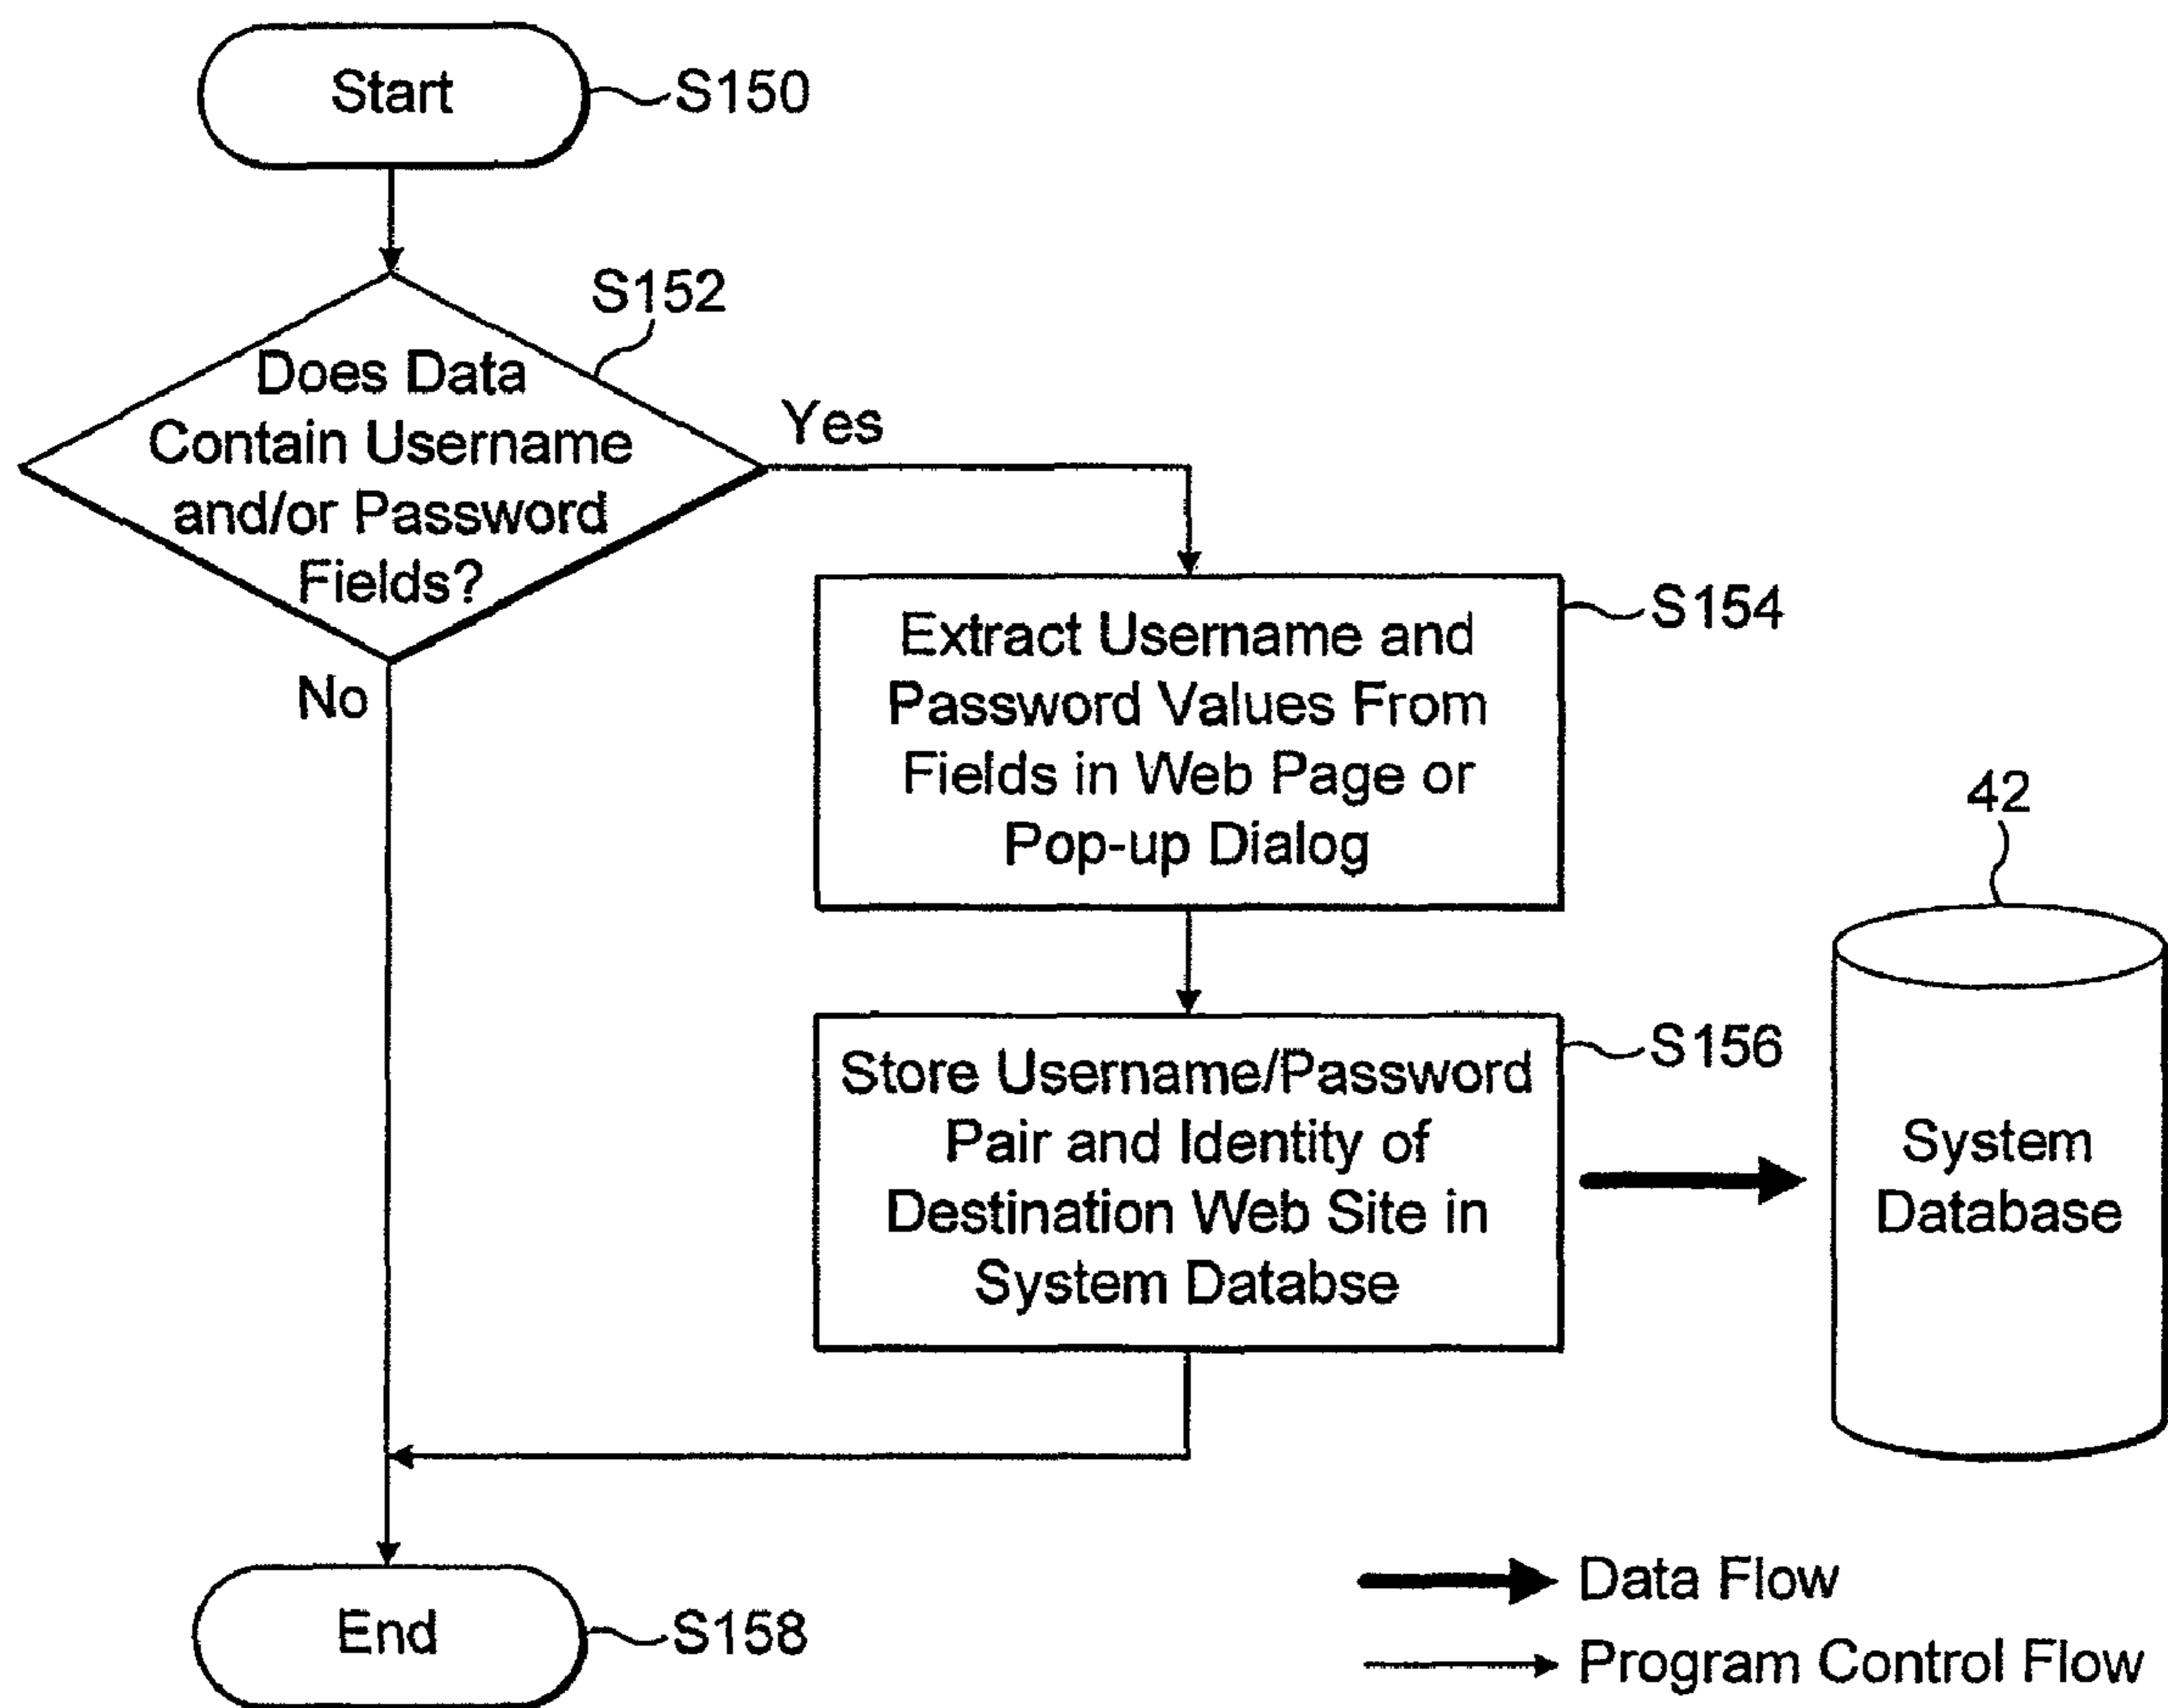 Start
S150
S152
Does Data
Contain Username
and/or Password
Fields?
Yes
No
Extract Username and
Password Values From
Fields in Web Page or
Pop-up Dialog
S154
Store Username/Password
Pair and Identity of
Destination Web Site in
System Databse
S156
42
System
Database
End
S158
Data Flow
Program Control Flow